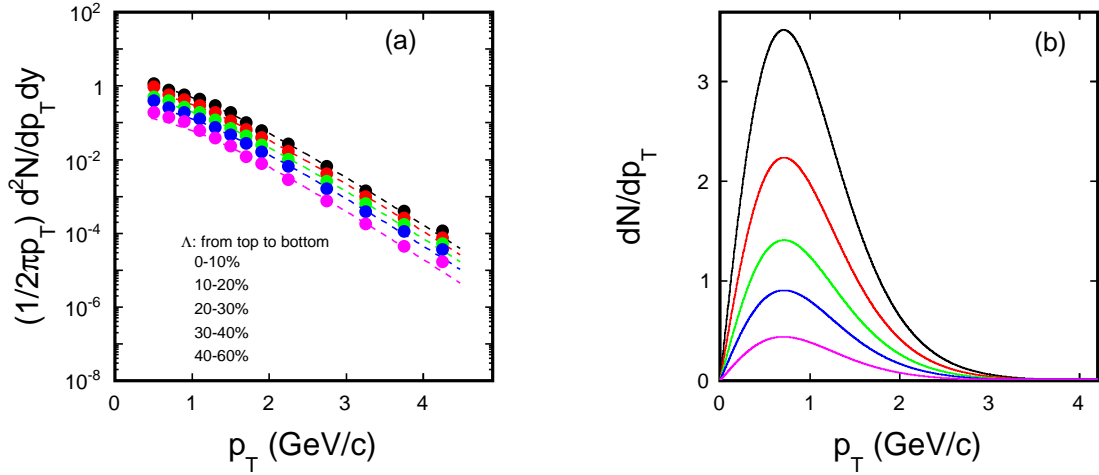 (a)
(1/2πp_T) d^2N/dp_T dy
10^2
1
10^-2
10^-4
10^-6
10^-8
Λ: from top to bottom
0-10%
10-20%
20-30%
30-40%
40-60%
0 1 2 3 4
p_T (GeV/c)
(b)
dN/dp_T
3
2
1
0
0 1 2 3 4
p_T (GeV/c)